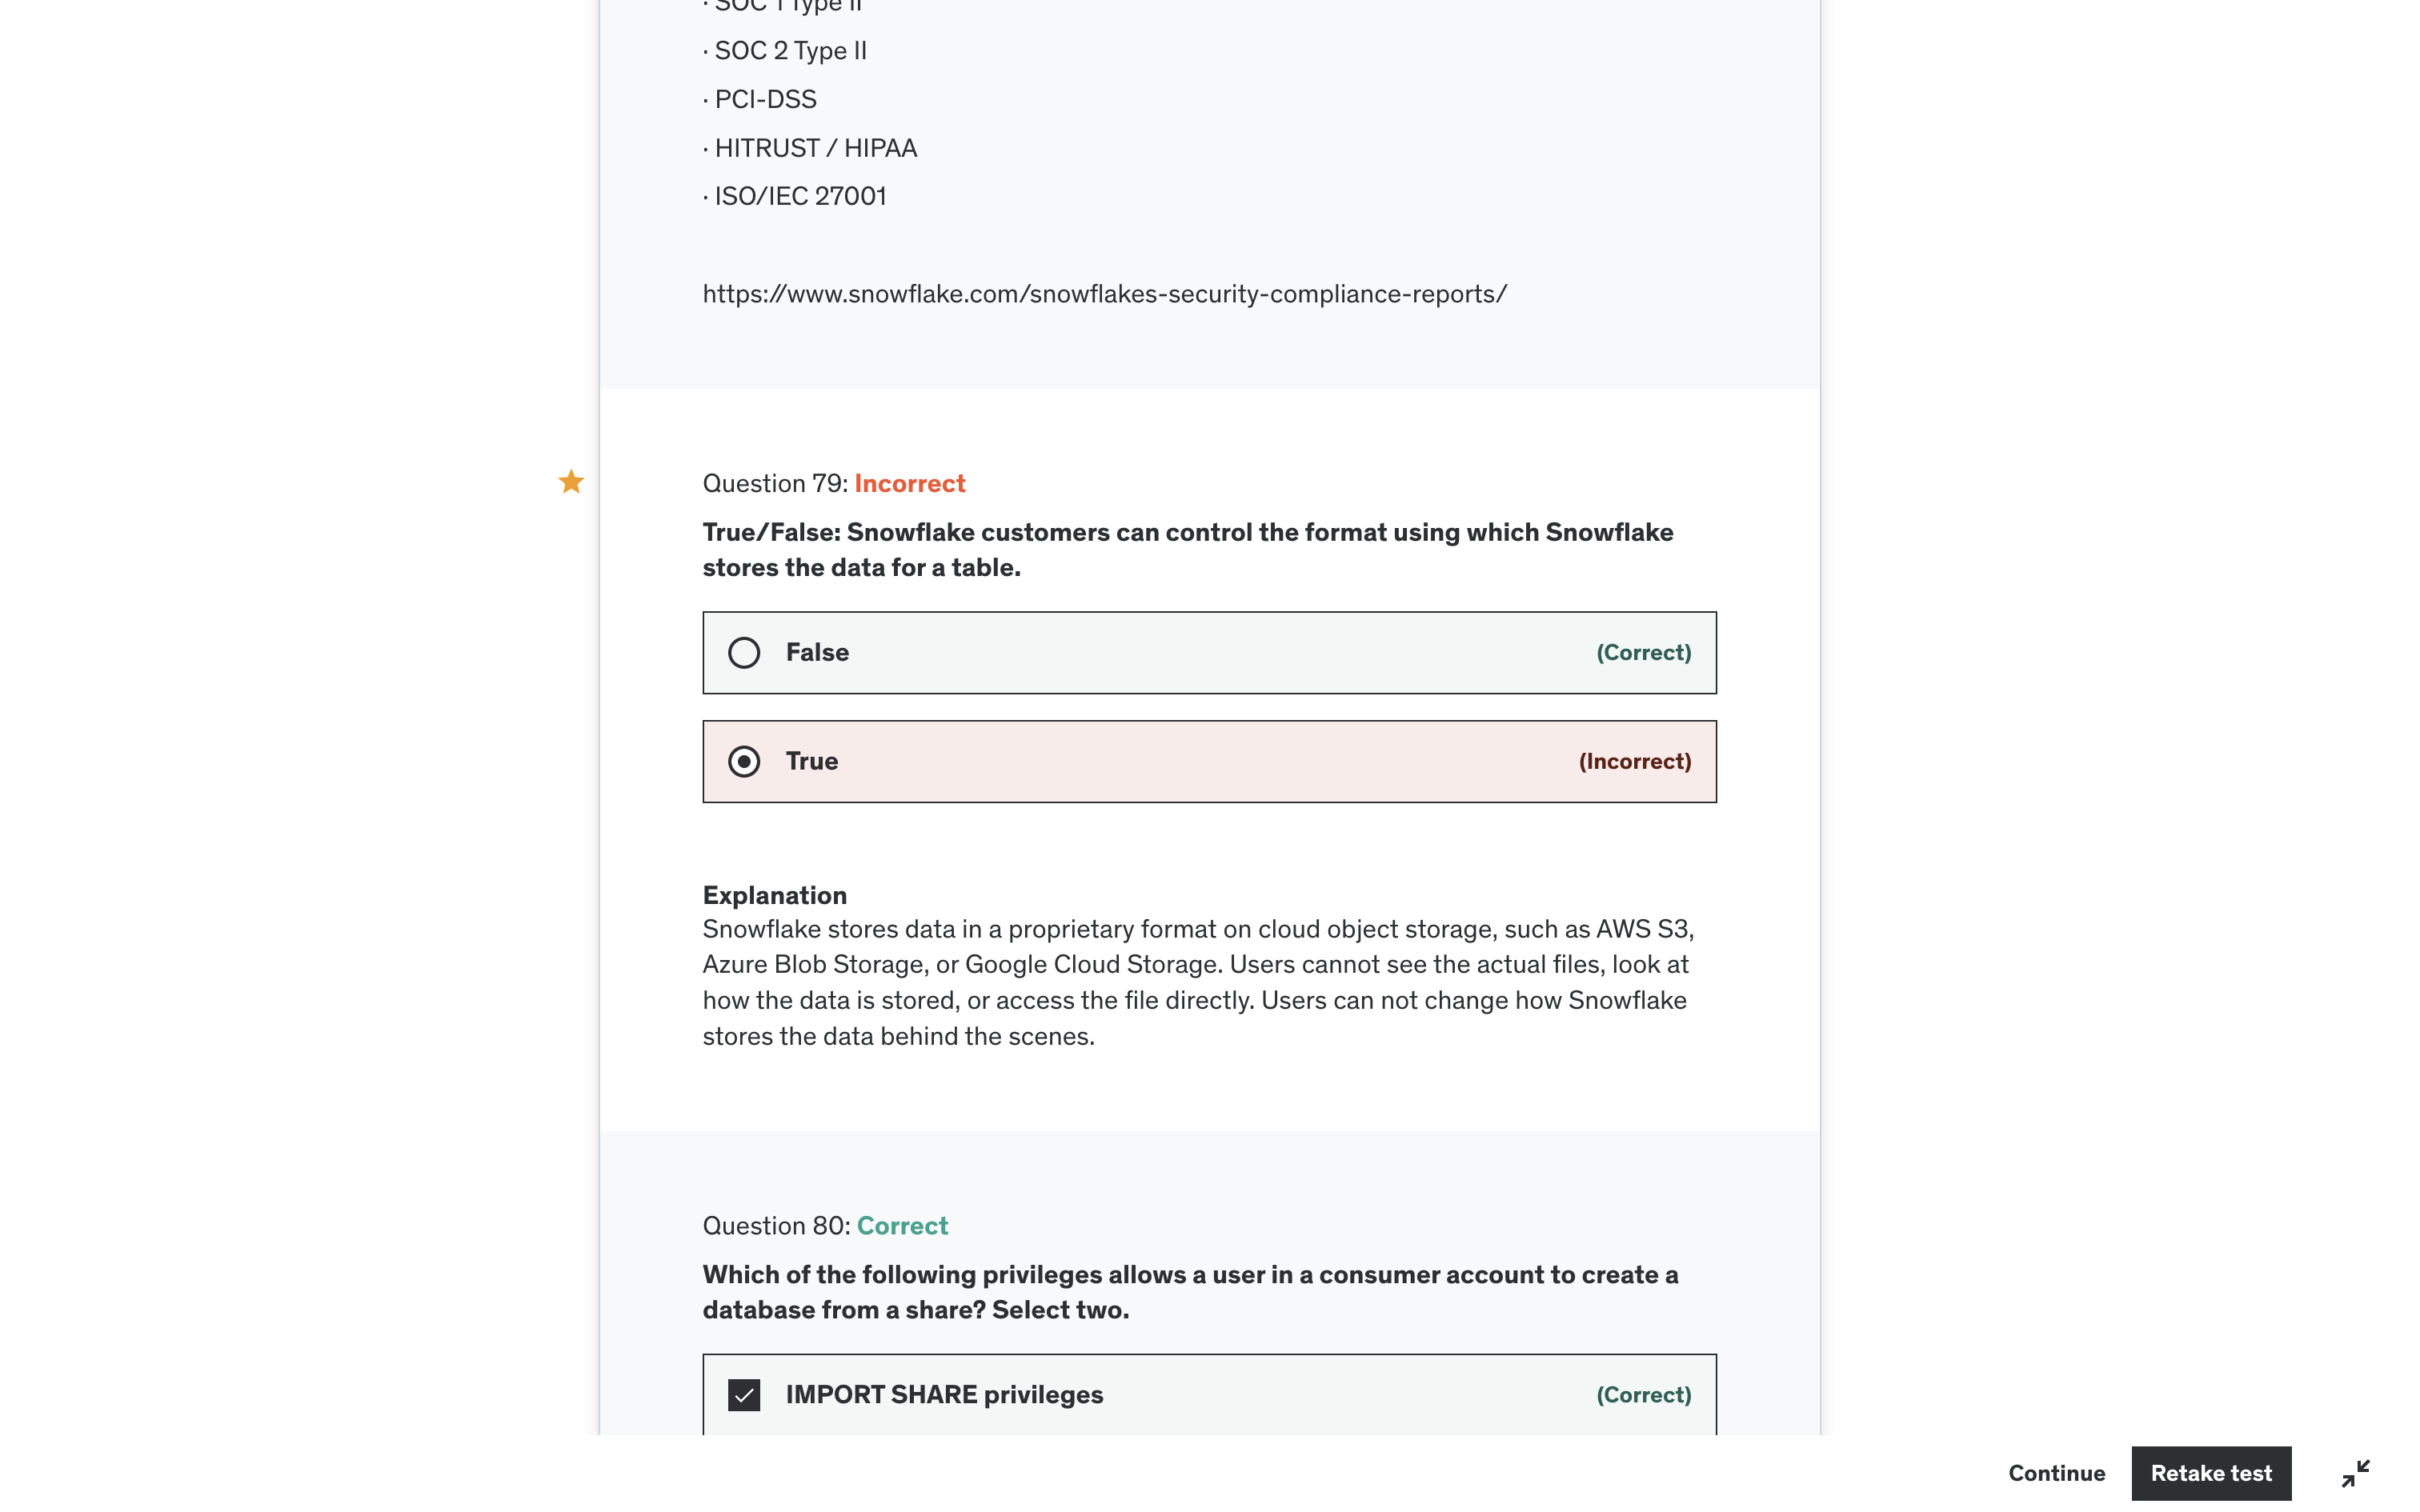 · SOC 1 Type II
· SOC 2 Type II
· PCI-DSS
· HITRUST / HIPAA
· ISO/IEC 27001
https://www.snowflake.com/snowflakes-security-compliance-reports/
Question 79: Incorrect
True/False: Snowflake customers can control the format using which Snowflake
stores the data for a table.
False (Correct)
True (Incorrect)
Explanation
Snowflake stores data in a proprietary format on cloud object storage, such as AWS S3,
Azure Blob Storage, or Google Cloud Storage. Users cannot see the actual files, look at
how the data is stored, or access the file directly. Users can not change how Snowflake
stores the data behind the scenes.
Question 80: Correct
Which of the following privileges allows a user in a consumer account to create a
database from a share? Select two.
IMPORT SHARE privileges (Correct)
Continue Retake test